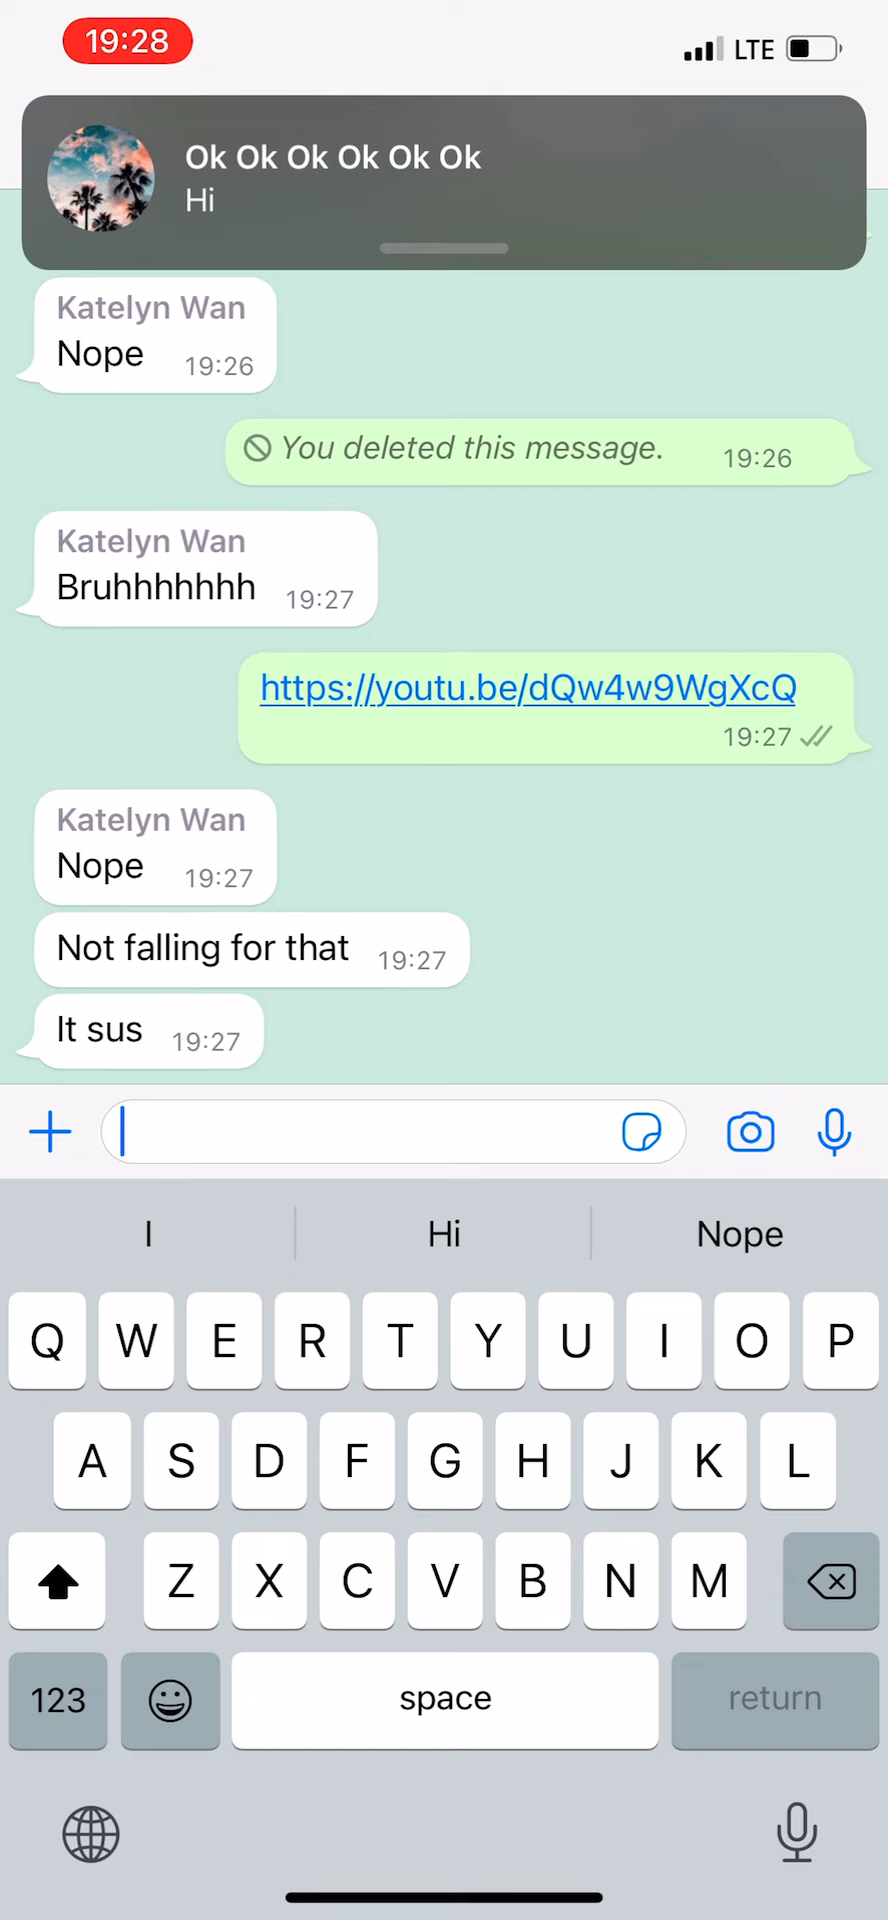 19:28
LTE
Ok Ok Ok Ok Ok Ok
Hi
Katelyn Wan
Nope 19:26
You deleted this message. 19:26
Katelyn Wan
Bruhhhhhhh 19:27
https://youtu.be/dQw4w9WgXcQ
19:27
Katelyn Wan
Nope 19:27
Not falling for that 19:27
It sus 19:27
I Hi Nope
Q W E R T Y U I O P
A S D F G H J K L
Z X C V B N M
123 space return